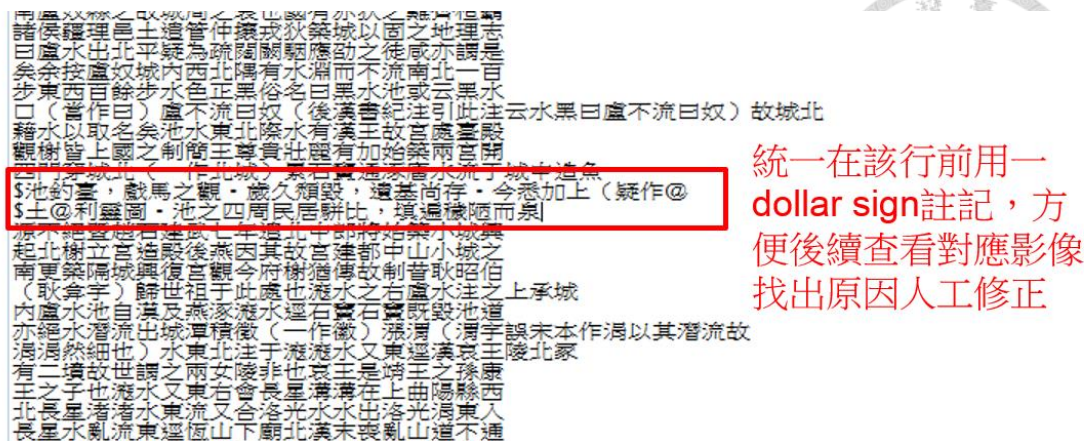 諸侯疆理邑土遣管仲攘戎狄築城以固之地理志
曰盧水出北平疑為疏闊闞駰應劭之徒咸亦謂是
矣余按盧奴城內西北隅有水淵而不流南北一百
步東西百餘步水色正黑俗名曰黑水池或云黑水
口（當作曰）盧不流曰奴（後漢書紀注引此注云水黑曰盧不流曰奴）故城北
藉水以取名矣池水東北際水有漢王故宮處臺殿
觀榭皆上國之制簡王尊貴壯麗有加始築兩宮開
$池釣臺，戲馬之觀‧歲久頹毀，遺基尚存‧今悉加上（疑作@
$土@利靈圖‧池之四周民居駢比，填遍穢陋而泉
起北榭立宮造殿後燕因其故宮建都中山小城之
南更築隔城興復宮觀今府榭猶傳故制昔耿昭伯
（耿弇字）歸世祖于此處也滱水之右盧水注之上承城
內盧水池自漢及燕涿滱水逕石竇石竇既毀池道
亦絕水潛流出城潭積微（一作徽）漲涓（涓字誤宋本作涓以其潛流故
涓涓然細也）水東北注于滱滱水又東逕漢哀王陵北冢
有二墳故世謂之兩女陵非也哀王是靖王之孫康
王之子也滱水又東右會長星溝溝在上曲陽縣西
北長星渚渚水東流又合洛光水水出洛光涓東入
長星水亂流東逕恆山下廟北漢末喪亂山道不通
統一在該行前用一
dollar sign註記，方
便後續查看對應影像
找出原因人工修正